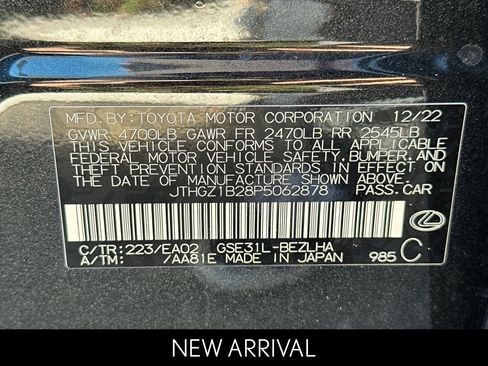 MFD. BY: TOYOTA MOTOR CORPORATION 12/22
GVWR 4700LB GAWR FR 2470LB RR 2545LB
THIS VEHICLE CONFORMS TO ALL APPLICABLE
FEDERAL MOTOR VEHICLE SAFETY, BUMPER, AND
THEFT PREVENTION STANDARDS IN EFFECT ON
THE DATE OF MANUFACTURE SHOWN ABOVE.
JTHGZ1B28P5062878 PASS. CAR
C/TR: 223/EA02 GSE31L-BEZLHA
A/TM: /AA81E MADE IN JAPAN 985 C
NEW ARRIVAL